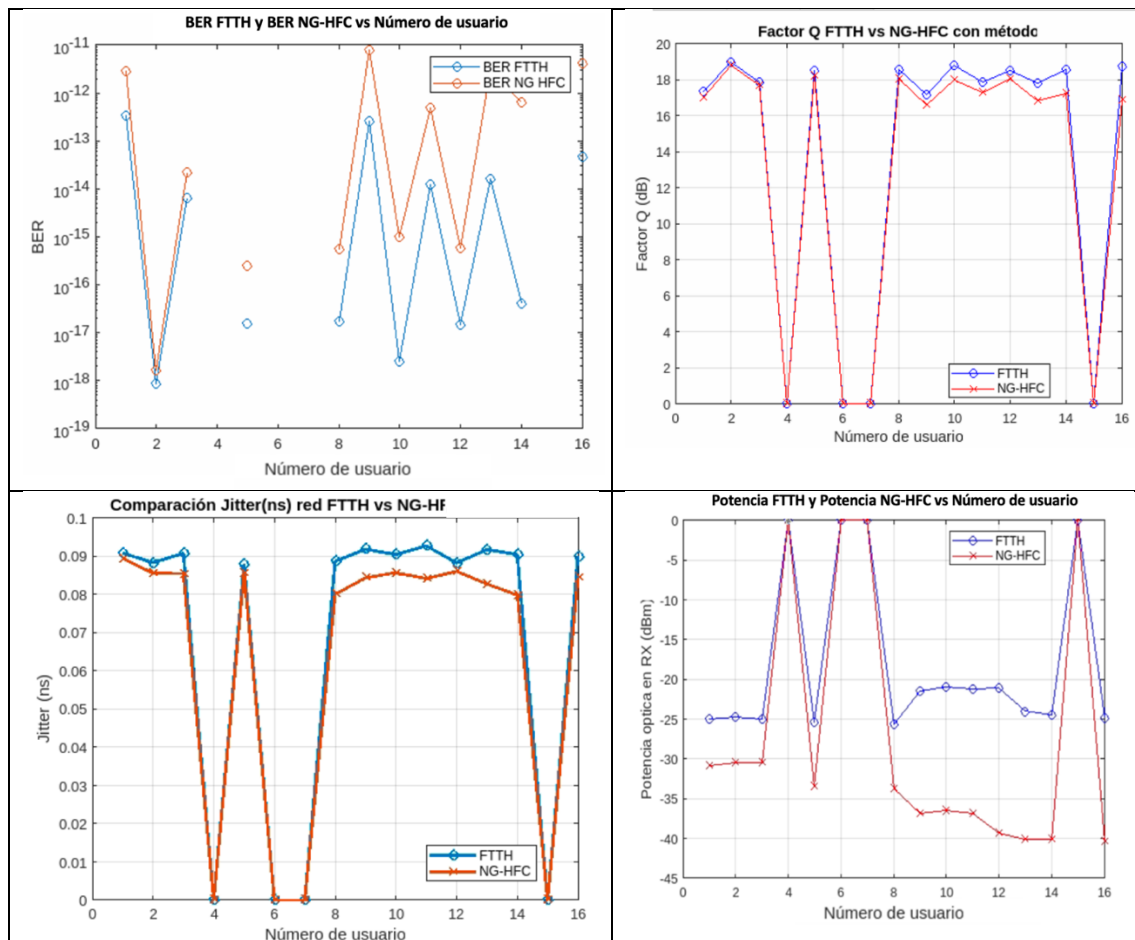 BER FTTH y BER NG-HFC vs Número de usuario
10-11
10-12
10-13
10-14
10-15
10-16
10-17
10-18
10-19
BER
BER FTTH
BER NG HFC
0 2 4 6 8 10 12 14 16
Número de usuario
Factor Q FTTH vs NG-HFC con método
20
18
16
14
12
10
8
6
4
2
0
Factor Q (dB)
FTTH
NG-HFC
0 2 4 6 8 10 12 14 16
Número de usuario
Comparación Jitter(ns) red FTTH vs NG-HF
0.1
0.09
0.08
0.07
0.06
0.05
0.04
0.03
0.02
0.01
0
Jitter (ns)
FTTH
NG-HFC
0 2 4 6 8 10 12 14 16
Número de usuario
Potencia FTTH y Potencia NG-HFC vs Número de usuario
0
-5
-10
-15
-20
-25
-30
-35
-40
-45
Potencia optica en RX (dBm)
FTTH
NG-HFC
0 2 4 6 8 10 12 14 16
Número de usuario